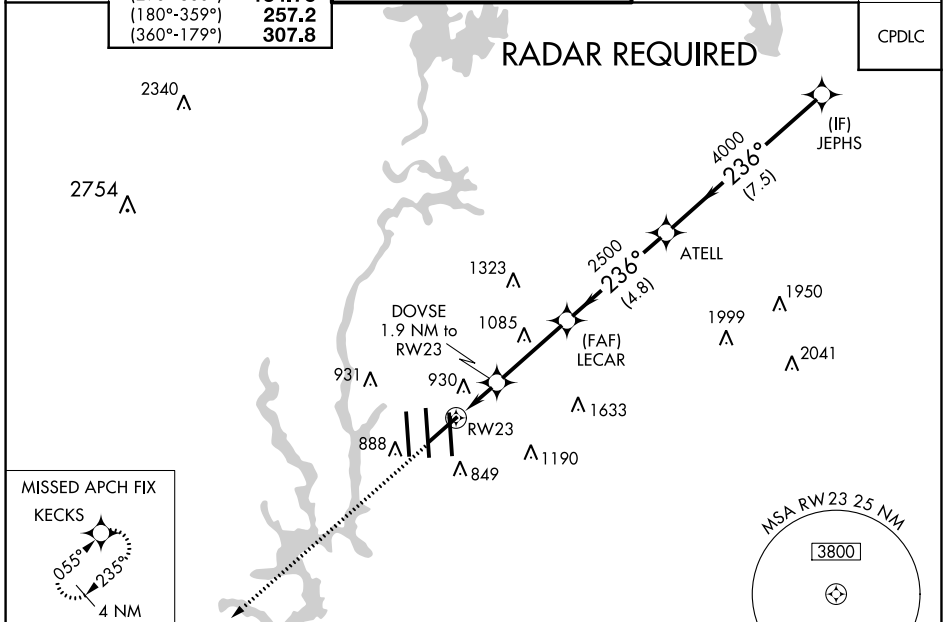 (180°-359°) 257.2
(360°-179°) 307.8
RADAR REQUIRED
CPDLC
2340
(IF)
JEPHS
4000
236°
(7.5)
2754
ATELL
2500
236°
(4.8)
1323
1950
DOVSE
1.9 NM to
RW23
1085
(FAF)
LECAR
1999
2041
931
930
1633
RW23
888
849
1190
MISSED APCH FIX
KECKS
055°
235°
4 NM
MSA RW23 25 NM
3800